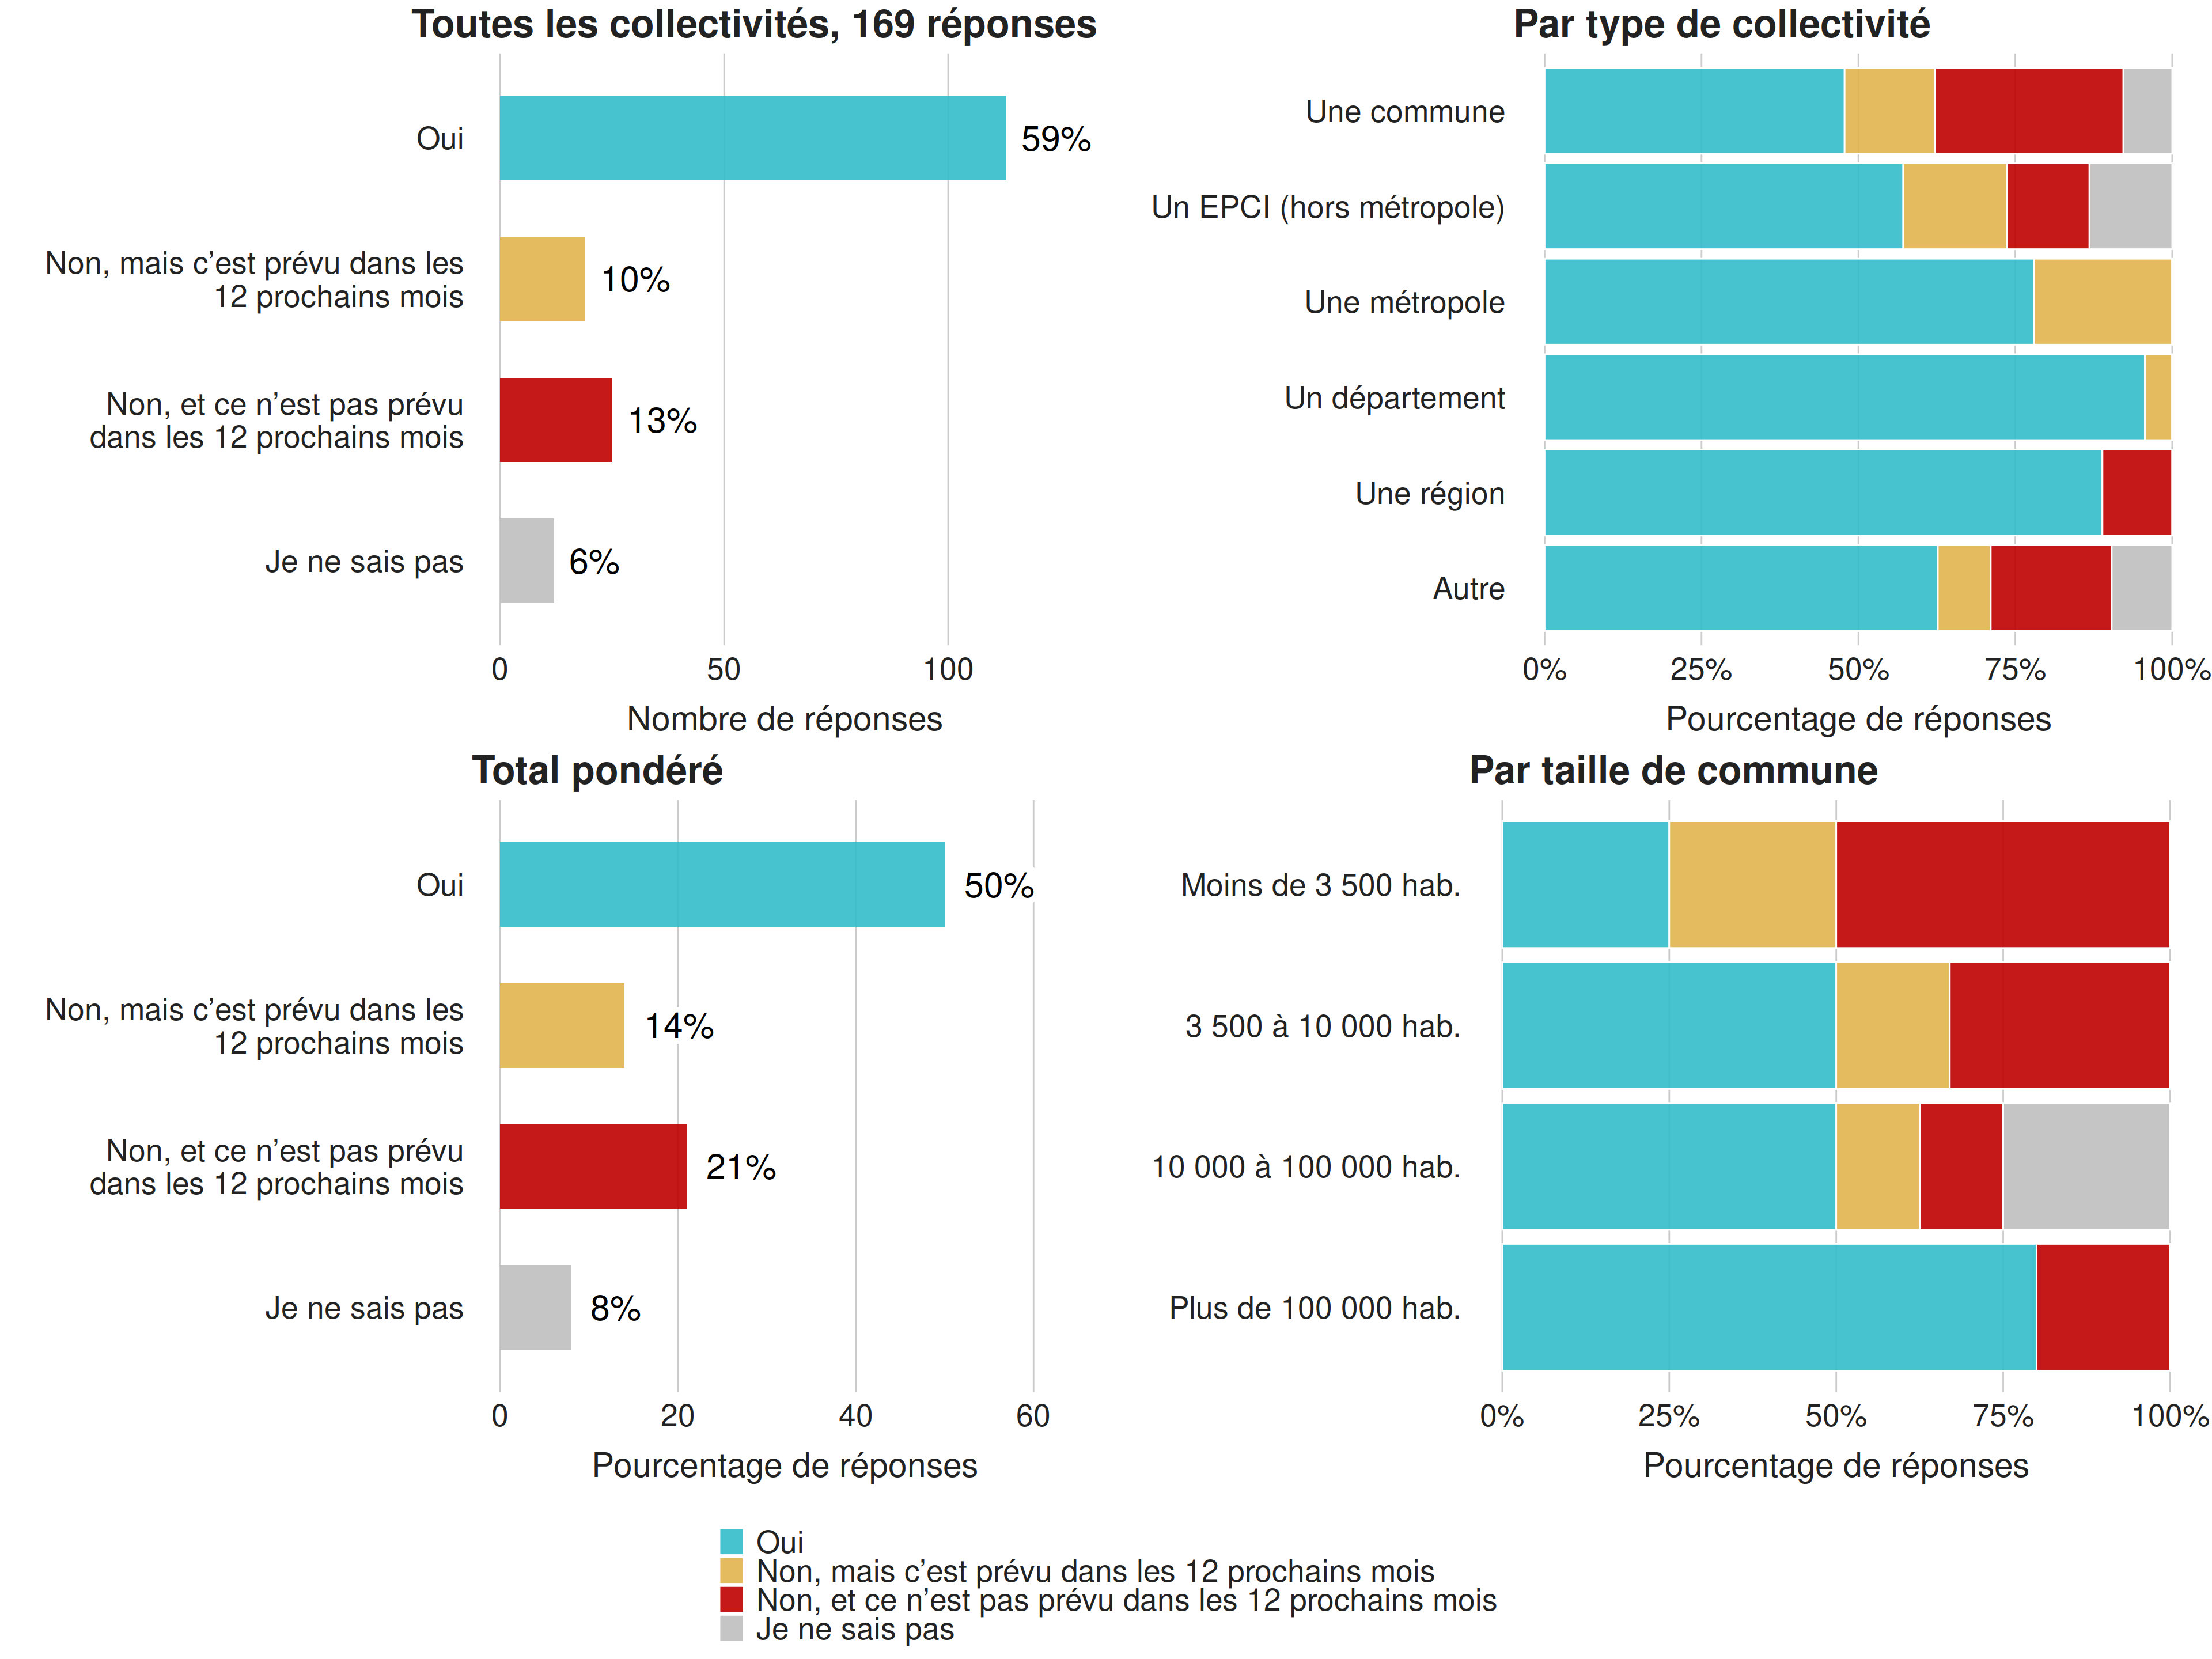 Toutes les collectivités, 169 réponses
Oui
59%
Non, mais c’est prévu dans les
12 prochains mois
10%
Non, et ce n’est pas prévu
dans les 12 prochains mois
13%
Je ne sais pas
6%
0 50 100
Nombre de réponses
Par type de collectivité
Une commune
Un EPCI (hors métropole)
Une métropole
Un département
Une région
Autre
0% 25% 50% 75% 100%
Pourcentage de réponses
Total pondéré
Oui
50%
Non, mais c’est prévu dans les
12 prochains mois
14%
Non, et ce n’est pas prévu
dans les 12 prochains mois
21%
Je ne sais pas
8%
0 20 40 60
Pourcentage de réponses
Par taille de commune
Moins de 3 500 hab.
3 500 à 10 000 hab.
10 000 à 100 000 hab.
Plus de 100 000 hab.
0% 25% 50% 75% 100%
Pourcentage de réponses
Oui
Non, mais c’est prévu dans les 12 prochains mois
Non, et ce n’est pas prévu dans les 12 prochains mois
Je ne sais pas